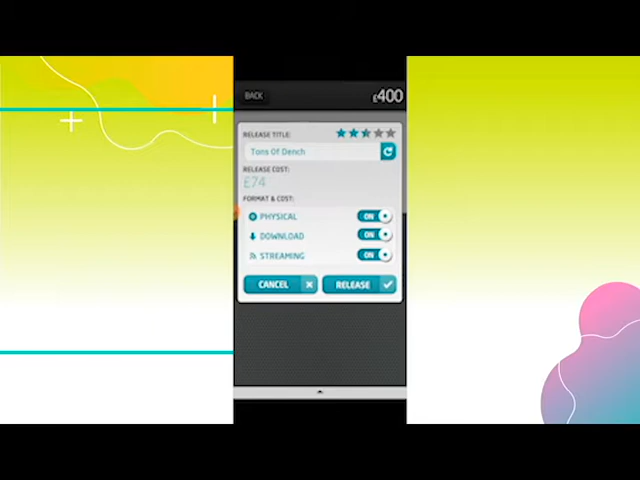 BACK
£400
RELEASE TITLE:
Tons Of Dench
RELEASE COST:
£74
FORMAT & COST:
PHYSICAL ON
DOWNLOAD ON
STREAMING ON
CANCEL RELEASE